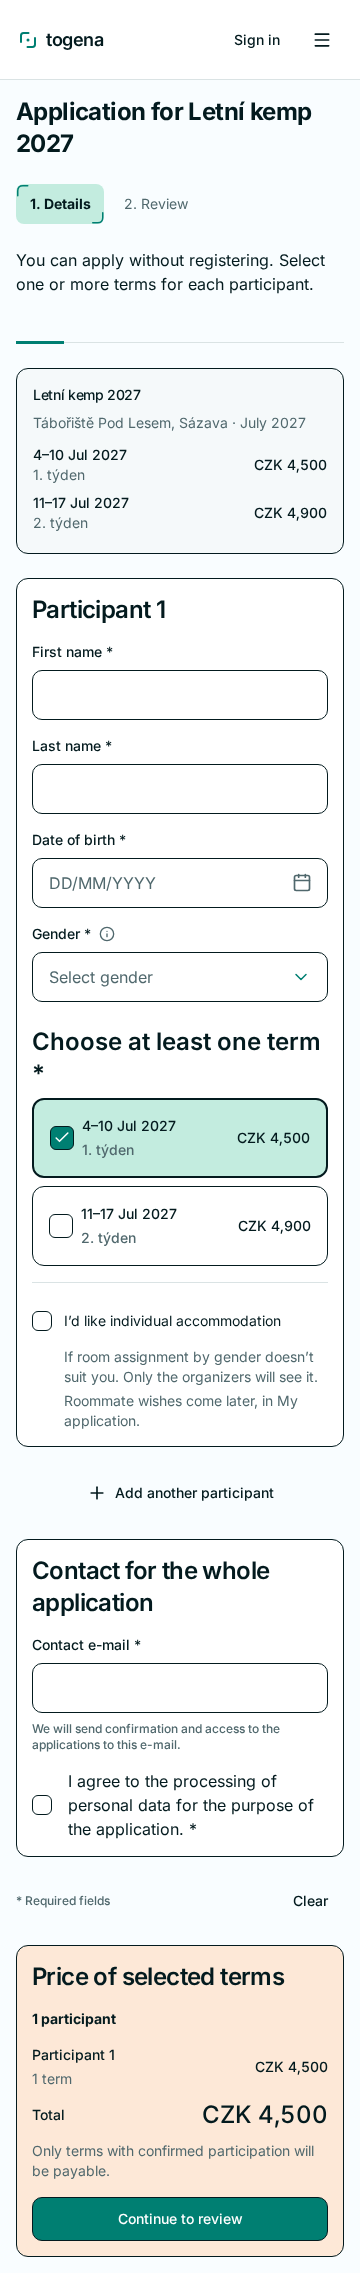 togena
Sign in
Application for Letní kemp
2027
1. Details
2. Review
You can apply without registering. Select
one or more terms for each participant.
Letní kemp 2027
Tábořiště Pod Lesem, Sázava · July 2027
4–10 Jul 2027
1. týden
CZK 4,500
11–17 Jul 2027
2. týden
CZK 4,900
Participant 1
First name *
Last name *
Date of birth *
DD/MM/YYYY
Gender *
Select gender
Choose at least one term
*
4–10 Jul 2027
1. týden
CZK 4,500
11–17 Jul 2027
2. týden
CZK 4,900
I’d like individual accommodation
If room assignment by gender doesn’t
suit you. Only the organizers will see it.
Roommate wishes come later, in My
application.
Add another participant
Contact for the whole
application
Contact e-mail *
We will send confirmation and access to the
applications to this e-mail.
I agree to the processing of
personal data for the purpose of
the application. *
* Required fields
Clear
Price of selected terms
1 participant
Participant 1
1 term
CZK 4,500
Total
CZK 4,500
Only terms with confirmed participation will
be payable.
Continue to review